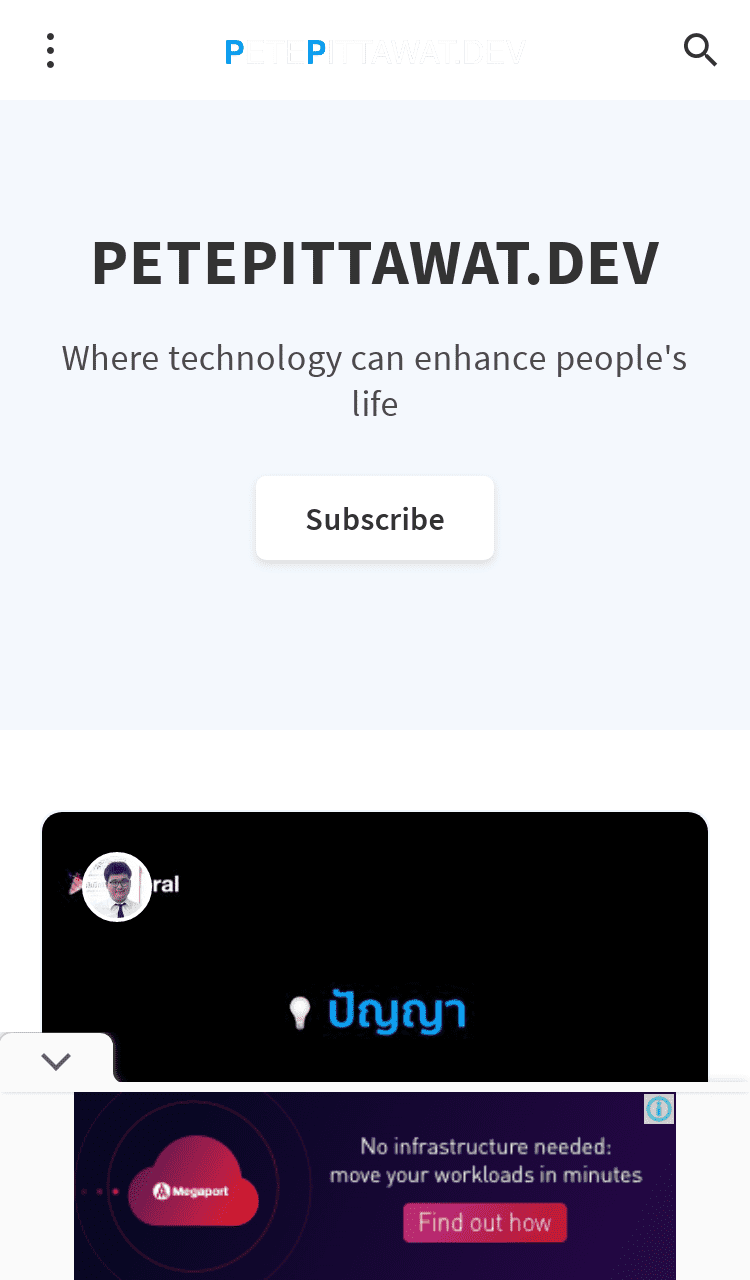 PETEPITTAWAT.DEV
PETEPITTAWAT.DEV
Where technology can enhance people's
life
Subscribe
ral
ปัญญา
No infrastructure needed:
move your workloads in minutes
Megaport
Find out how